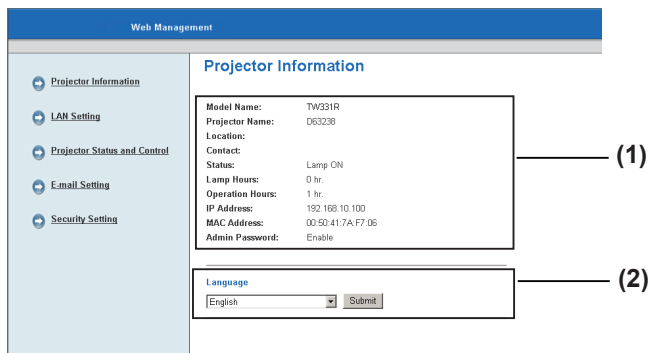 Web Management
Projector Information
LAN Setting
Projector Status and Control
E-mail Setting
Security Setting
Projector Information
Model Name: TW331R
Projector Name: D63238
Location:
Contact:
Status: Lamp ON
Lamp Hours: 0 hr.
Operation Hours: 1 hr.
IP Address: 192.168.10.100
MAC Address: 00:50:41:7A:F7:06
Admin Password: Enable
(1)
Language
English Submit
(2)